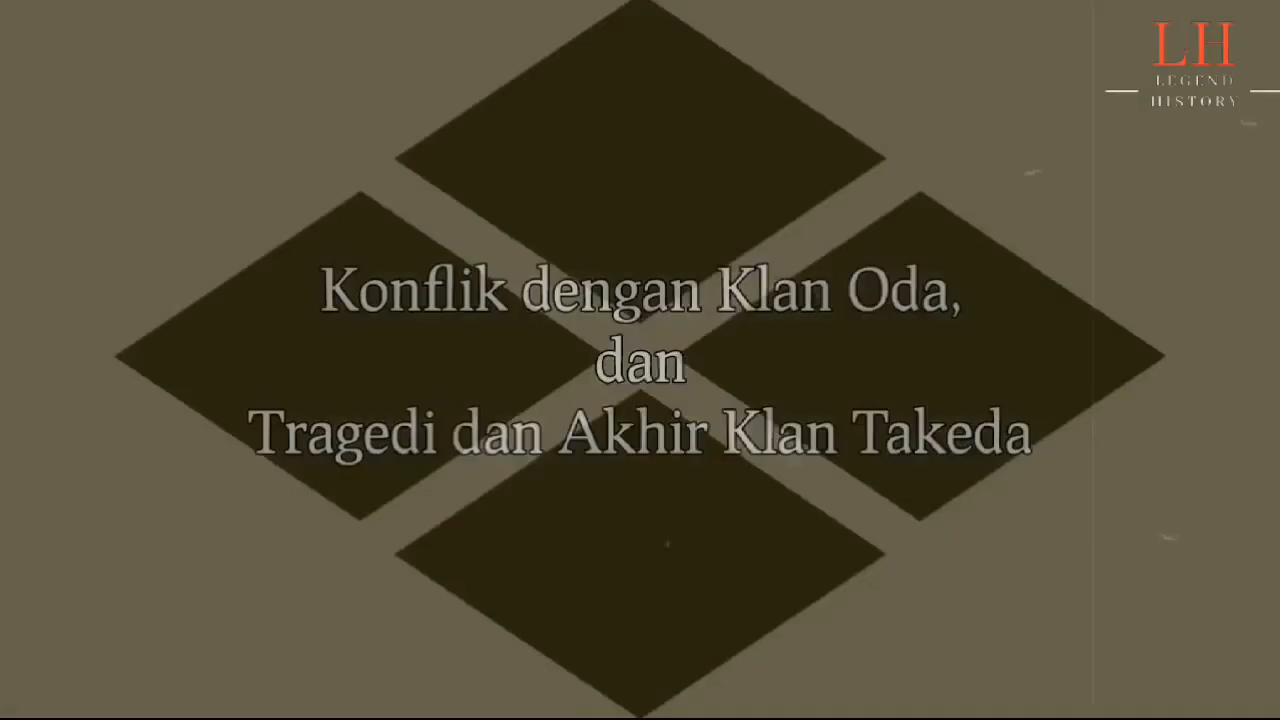 LH
LEGEND
HISTORY
Konflik dengan Klan Oda,
dan
Tragedi dan Akhir Klan Takeda